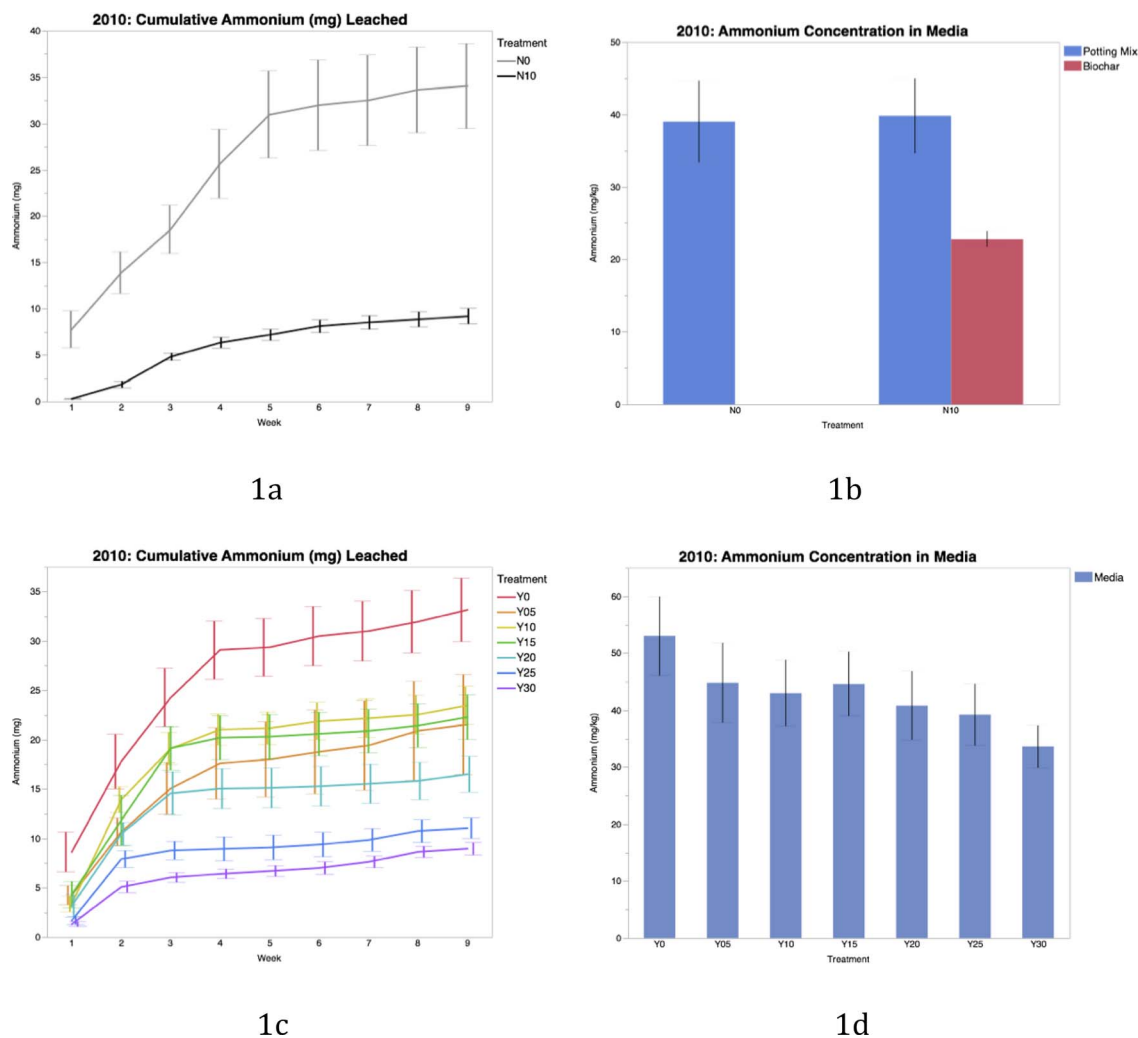 2010: Cumulative Ammonium (mg) Leached
Treatment
N0
N10
40
35
30
25
20
15
10
5
0
Ammonium (mg)
1 2 3 4 5 6 7 8 9
Week
1a
2010: Ammonium Concentration in Media
Potting Mix
Biochar
50
40
30
20
10
0
Ammonium (mg/kg)
N0 N10
Treatment
1b
2010: Cumulative Ammonium (mg) Leached
Treatment
Y0
Y05
Y10
Y15
Y20
Y25
Y30
35
30
25
20
15
10
5
0
Ammonium (mg)
1 2 3 4 5 6 7 8 9
Week
1c
2010: Ammonium Concentration in Media
Media
60
50
40
30
20
10
0
Ammonium (mg/kg)
Y0 Y05 Y10 Y15 Y20 Y25 Y30
Treatment
1d